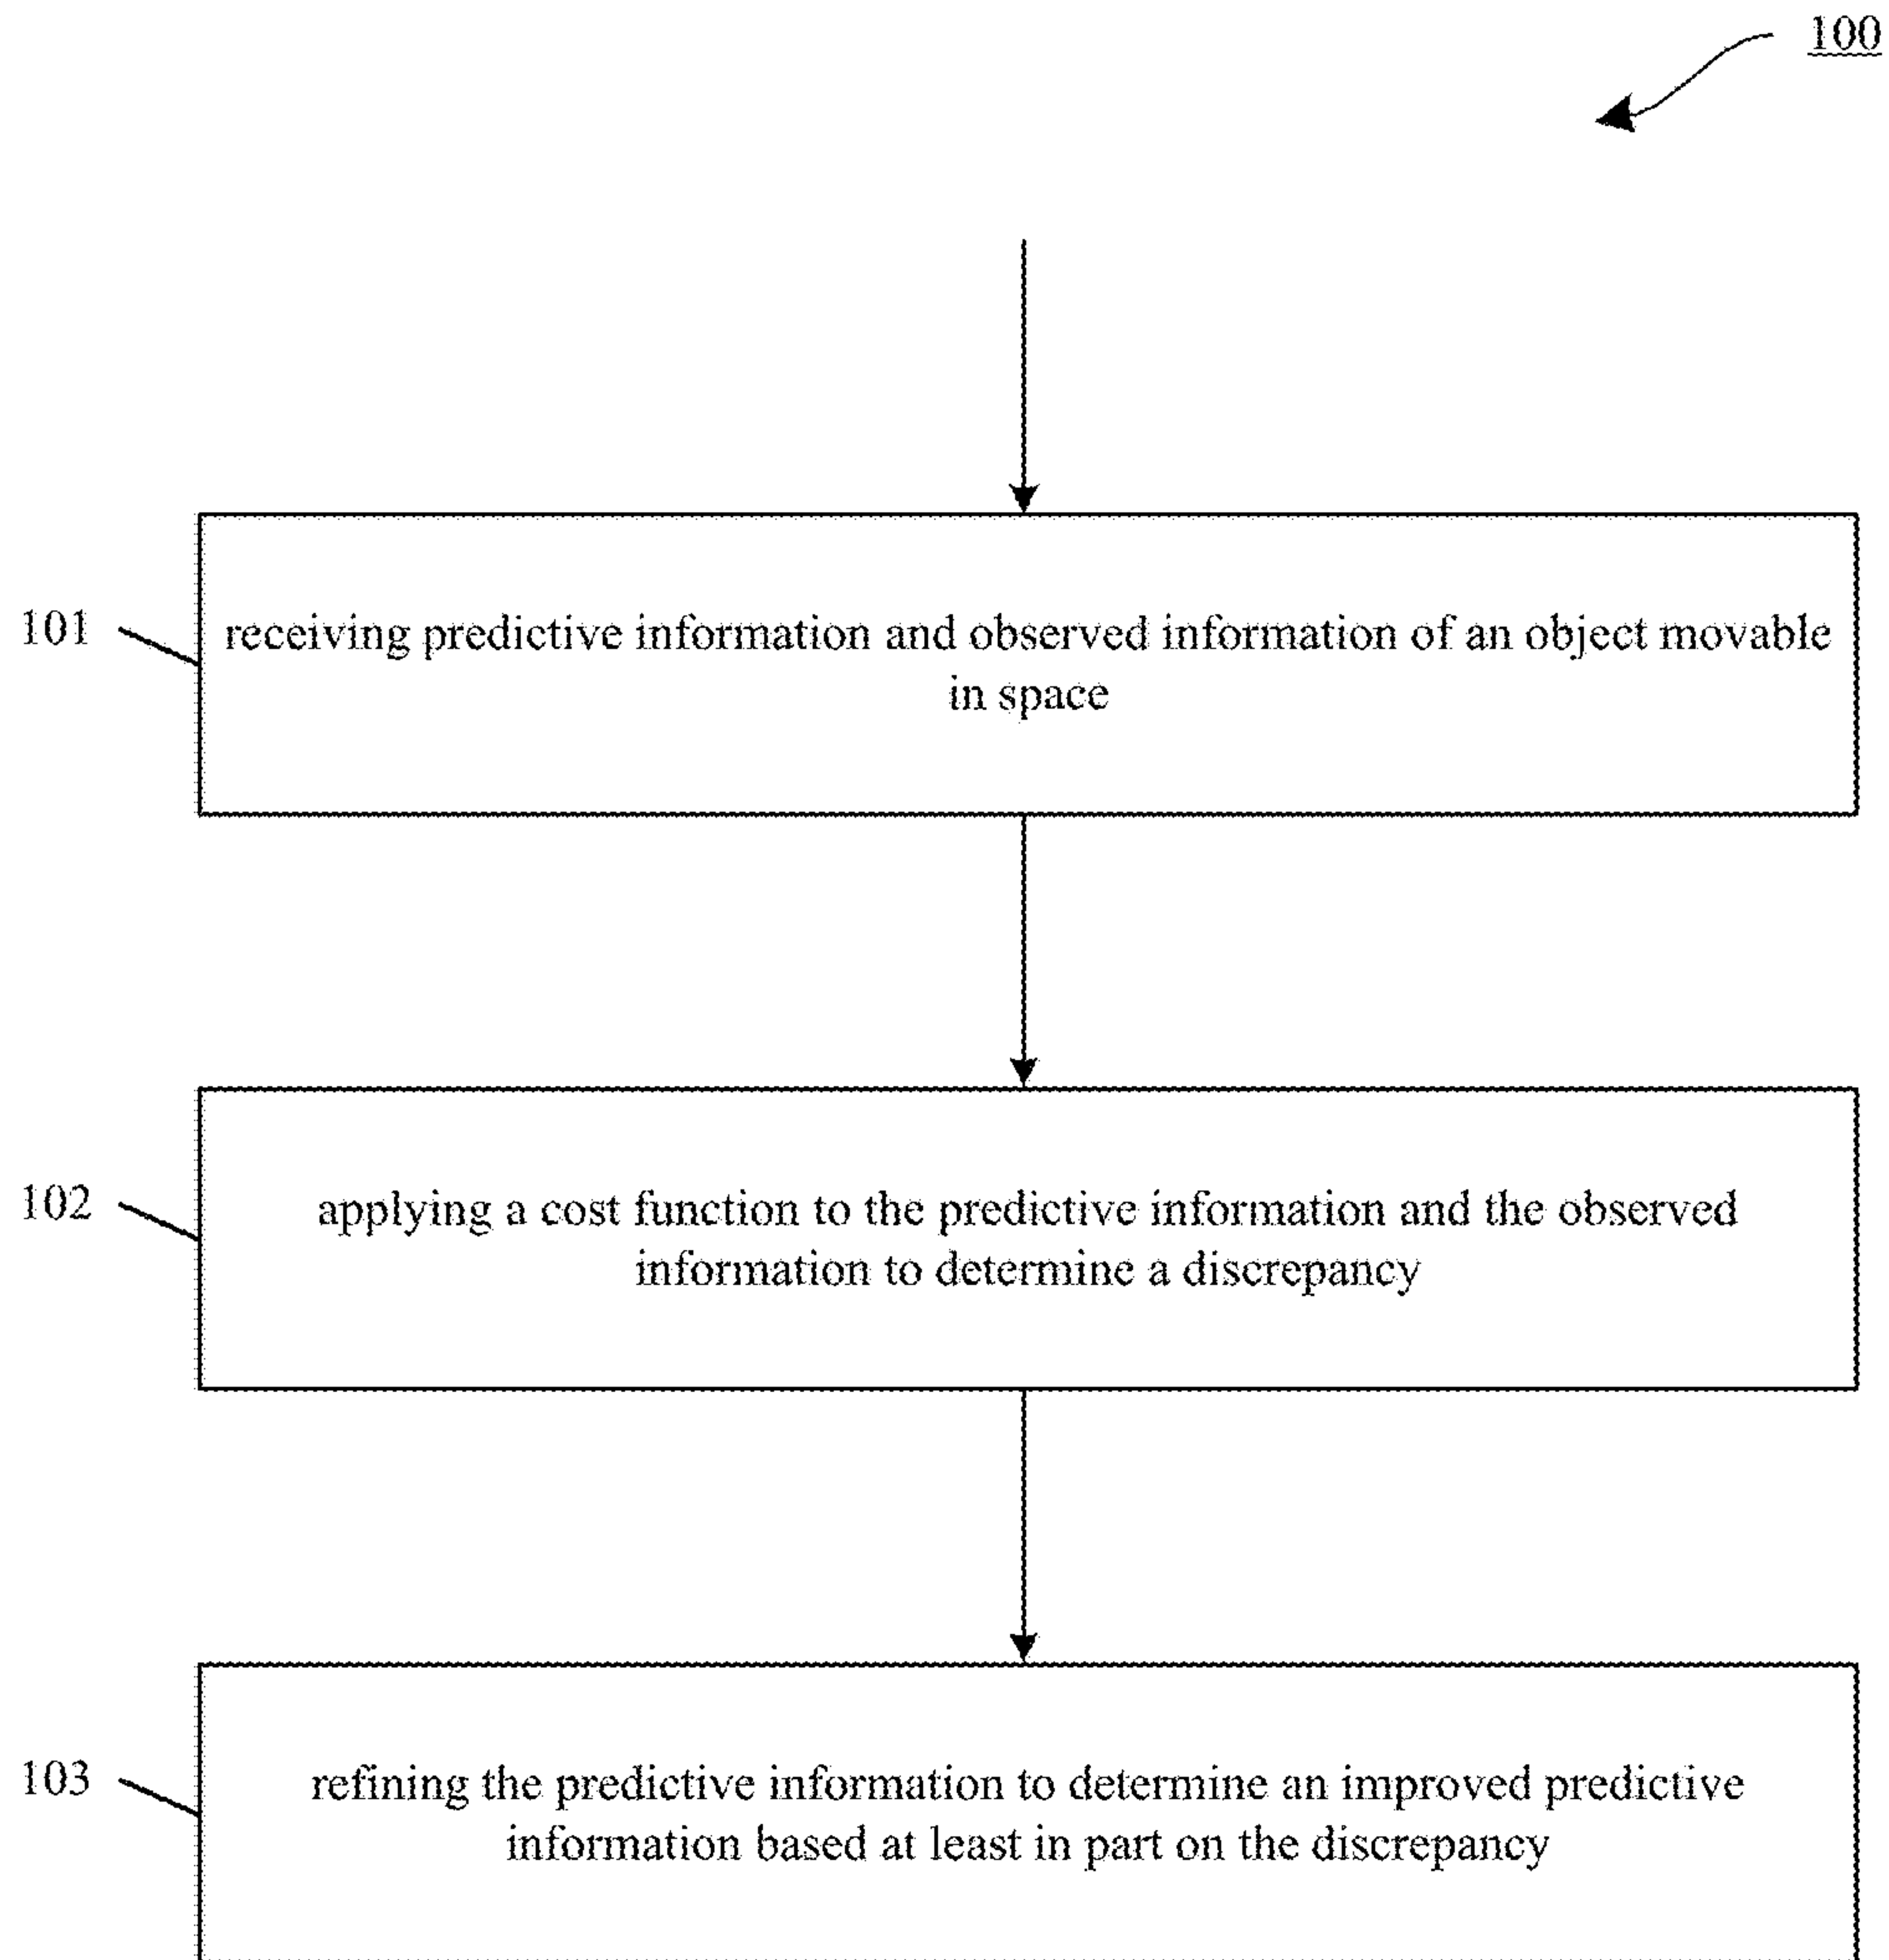 100
101
receiving predictive information and observed information of an object movable
in space
102
applying a cost function to the predictive information and the observed
information to determine a discrepancy
103
refining the predictive information to determine an improved predictive
information based at least in part on the discrepancy